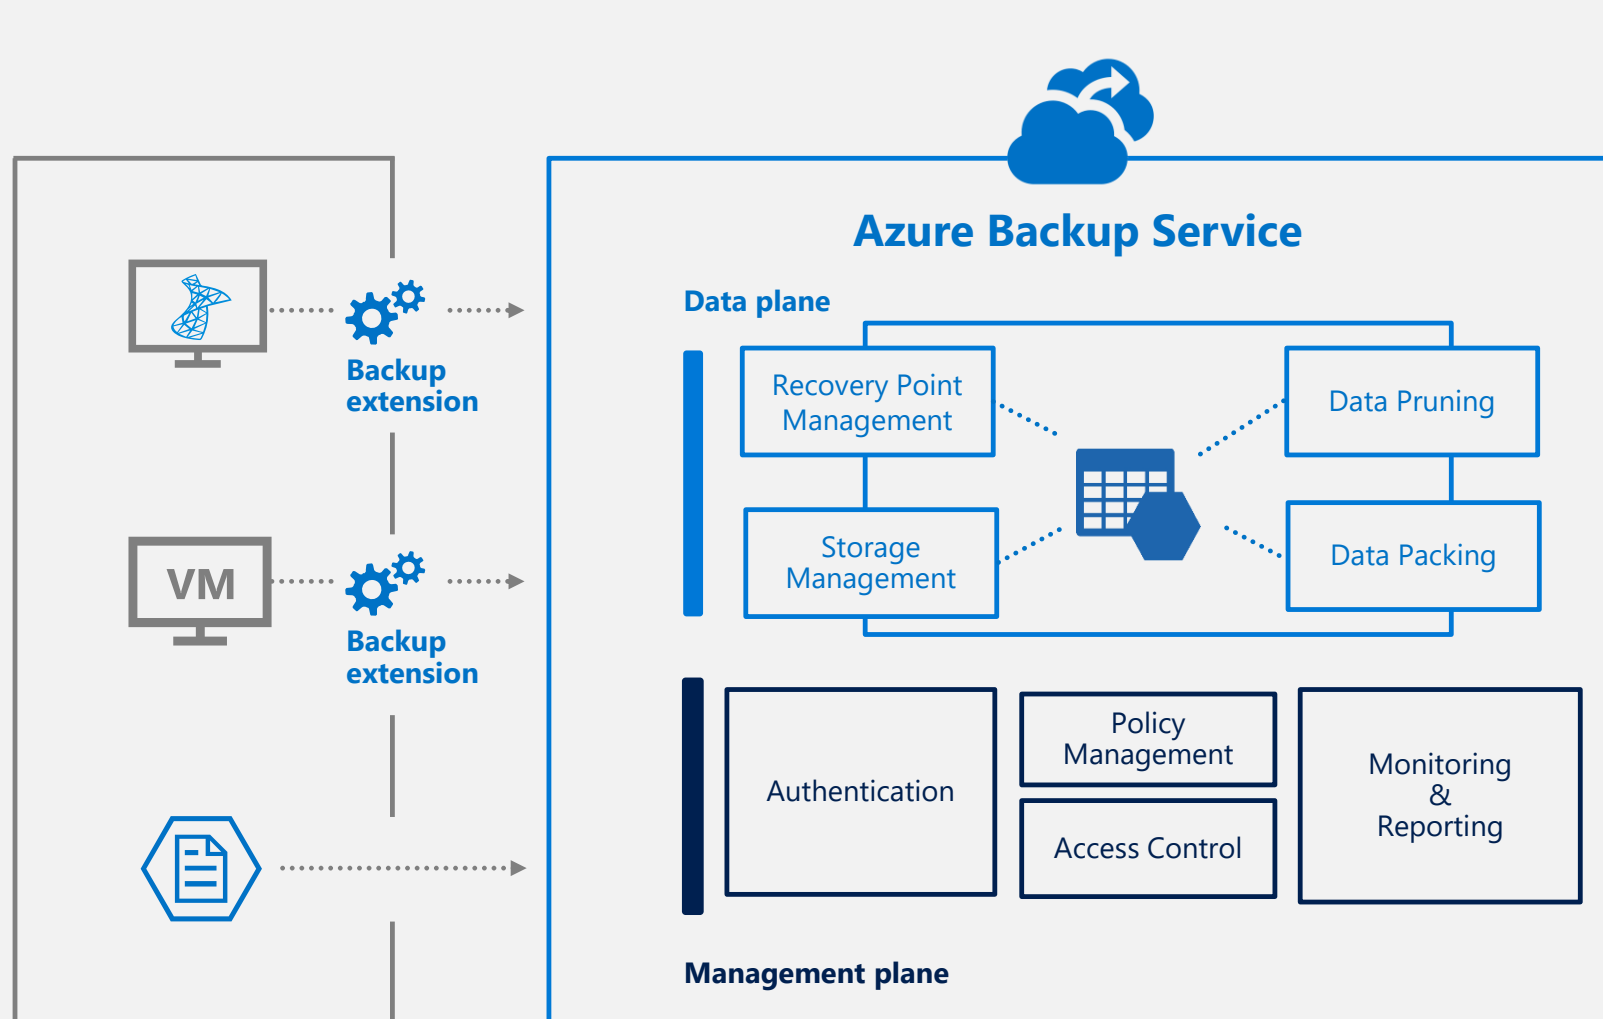 Azure Backup Service
Backup
extension
VM
Backup
extension
Data plane
Recovery Point
Management
Data Pruning
Storage
Management
Data Packing
Authentication
Policy
Management
Access Control
Monitoring
&
Reporting
Management plane